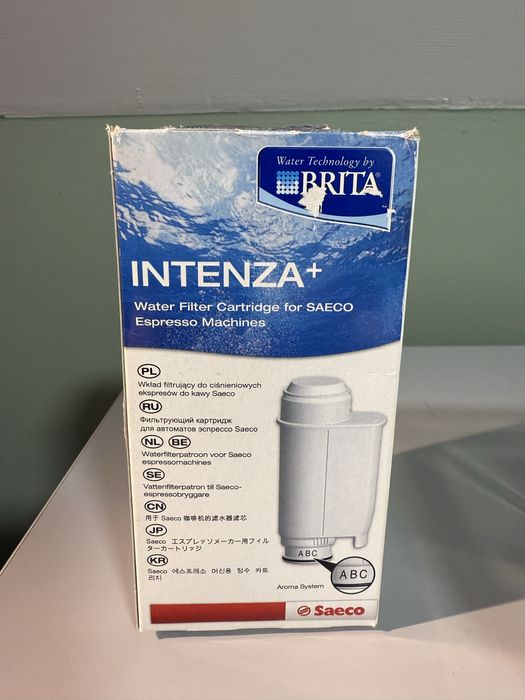 Water Technology by
BRITA®
INTENZA+
Water Filter Cartridge for SAECO
Espresso Machines
PL
Wkład filtrujący do ciśnieniowych
ekspresów do kawy Saeco
RU
Фильтрующий картридж
для автоматов эспрессо Saeco
NL BE
Waterfilterpatroon voor Saeco
espressomachines
SE
Vattenfilterpatron till Saeco-
espressobryggare
CN
用于 Saeco 咖啡机的滤水器滤芯
JP
Saeco エスプレッソメーカー用フィル
ターカートリッジ
KR
Saeco 에스프레소 머신용 정수 카트
리지
ABC
ABC
Aroma System
Saeco